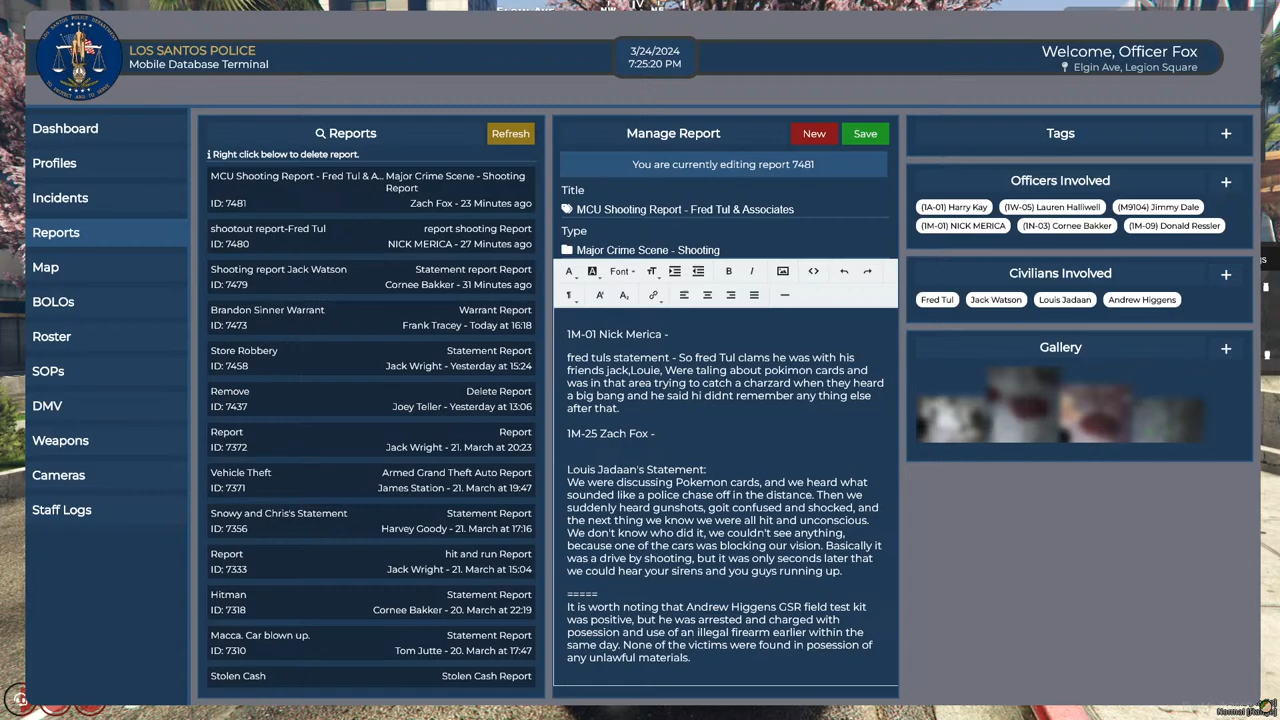 LOS SANTOS POLICE
Mobile Database Terminal
3/24/2024
7:25:20 PM
Welcome, Officer Fox
Elgin Ave, Legion Square
Dashboard
Profiles
Incidents
Reports
Map
BOLOs
Roster
SOPs
DMV
Weapons
Cameras
Staff Logs
Reports
Refresh
Right click below to delete report.
MCU Shooting Report - Fred Tul & A... Major Crime Scene - Shooting
Report
ID: 7481 Zach Fox - 23 Minutes ago
shootout report-Fred Tul report shooting Report
ID: 7480 NICK MERICA - 27 Minutes ago
Shooting report Jack Watson Statement report Report
ID: 7479 Cornee Bakker - 31 Minutes ago
Brandon Sinner Warrant Warrant Report
ID: 7473 Frank Tracey - Today at 16:18
Store Robbery Statement Report
ID: 7458 Jack Wright - Yesterday at 15:24
Remove Delete Report
ID: 7437 Joey Teller - Yesterday at 13:06
Report Report
ID: 7372 Jack Wright - 21. March at 20:23
Vehicle Theft Armed Grand Theft Auto Report
ID: 7371 James Station - 21. March at 19:47
Snowy and Chris's Statement Statement Report
ID: 7356 Harvey Goody - 21. March at 17:16
Report hit and run Report
ID: 7333 Jack Wright - 21. March at 15:04
Hitman Statement Report
ID: 7318 Cornee Bakker - 20. March at 22:19
Macca. Car blown up. Statement Report
ID: 7310 Tom Jutte - 20. March at 17:47
Stolen Cash Stolen Cash Report
Manage Report
New
Save
You are currently editing report 7481
Title
MCU Shooting Report - Fred Tul & Associates
Type
Major Crime Scene - Shooting
Font
1M-01 Nick Merica -
fred tuls statement - So fred Tul clams he was with his
friends jack,Louie, Were taling about pokimon cards and
was in that area trying to catch a charzard when they heard
a big bang and he said hi didnt remember any thing else
after that.
1M-25 Zach Fox -
Louis Jadaan's Statement:
We were discussing Pokemon cards, and we heard what
sounded like a police chase off in the distance. Then we
suddenly heard gunshots, goit confused and shocked, and
the next thing we know we were all hit and unconscious.
We don't know who did it, we couldn't see anything,
because one of the cars was blocking our vision. Basically it
was a drive by shooting, but it was only seconds later that
we could hear your sirens and you guys running up.
=====
It is worth noting that Andrew Higgens GSR field test kit
was positive, but he was arrested and charged with
posession and use of an illegal firearm earlier within the
same day. None of the victims were found in posession of
any unlawful materials.
Tags
Officers Involved
(1A-01) Harry Kay (1W-05) Lauren Halliwell (M9104) Jimmy Dale
(1M-01) NICK MERICA (1N-03) Cornee Bakker (1M-09) Donald Ressler
Civilians Involved
Fred Tul Jack Watson Louis Jadaan Andrew Higgens
Gallery